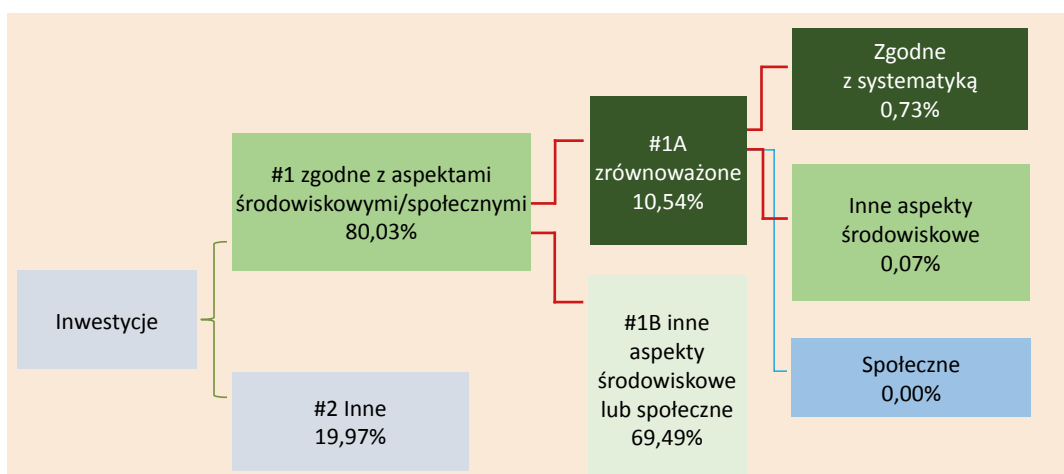 Inwestycje
#1 zgodne z aspektami
środowiskowymi/społecznymi
80,03%
#2 Inne
19,97%
#1A
zrównoważone
10,54%
#1B inne
aspekty
środowiskowe
lub społeczne
69,49%
Zgodne
z systematyką
0,73%
Inne aspekty
środowiskowe
0,07%
Społeczne
0,00%